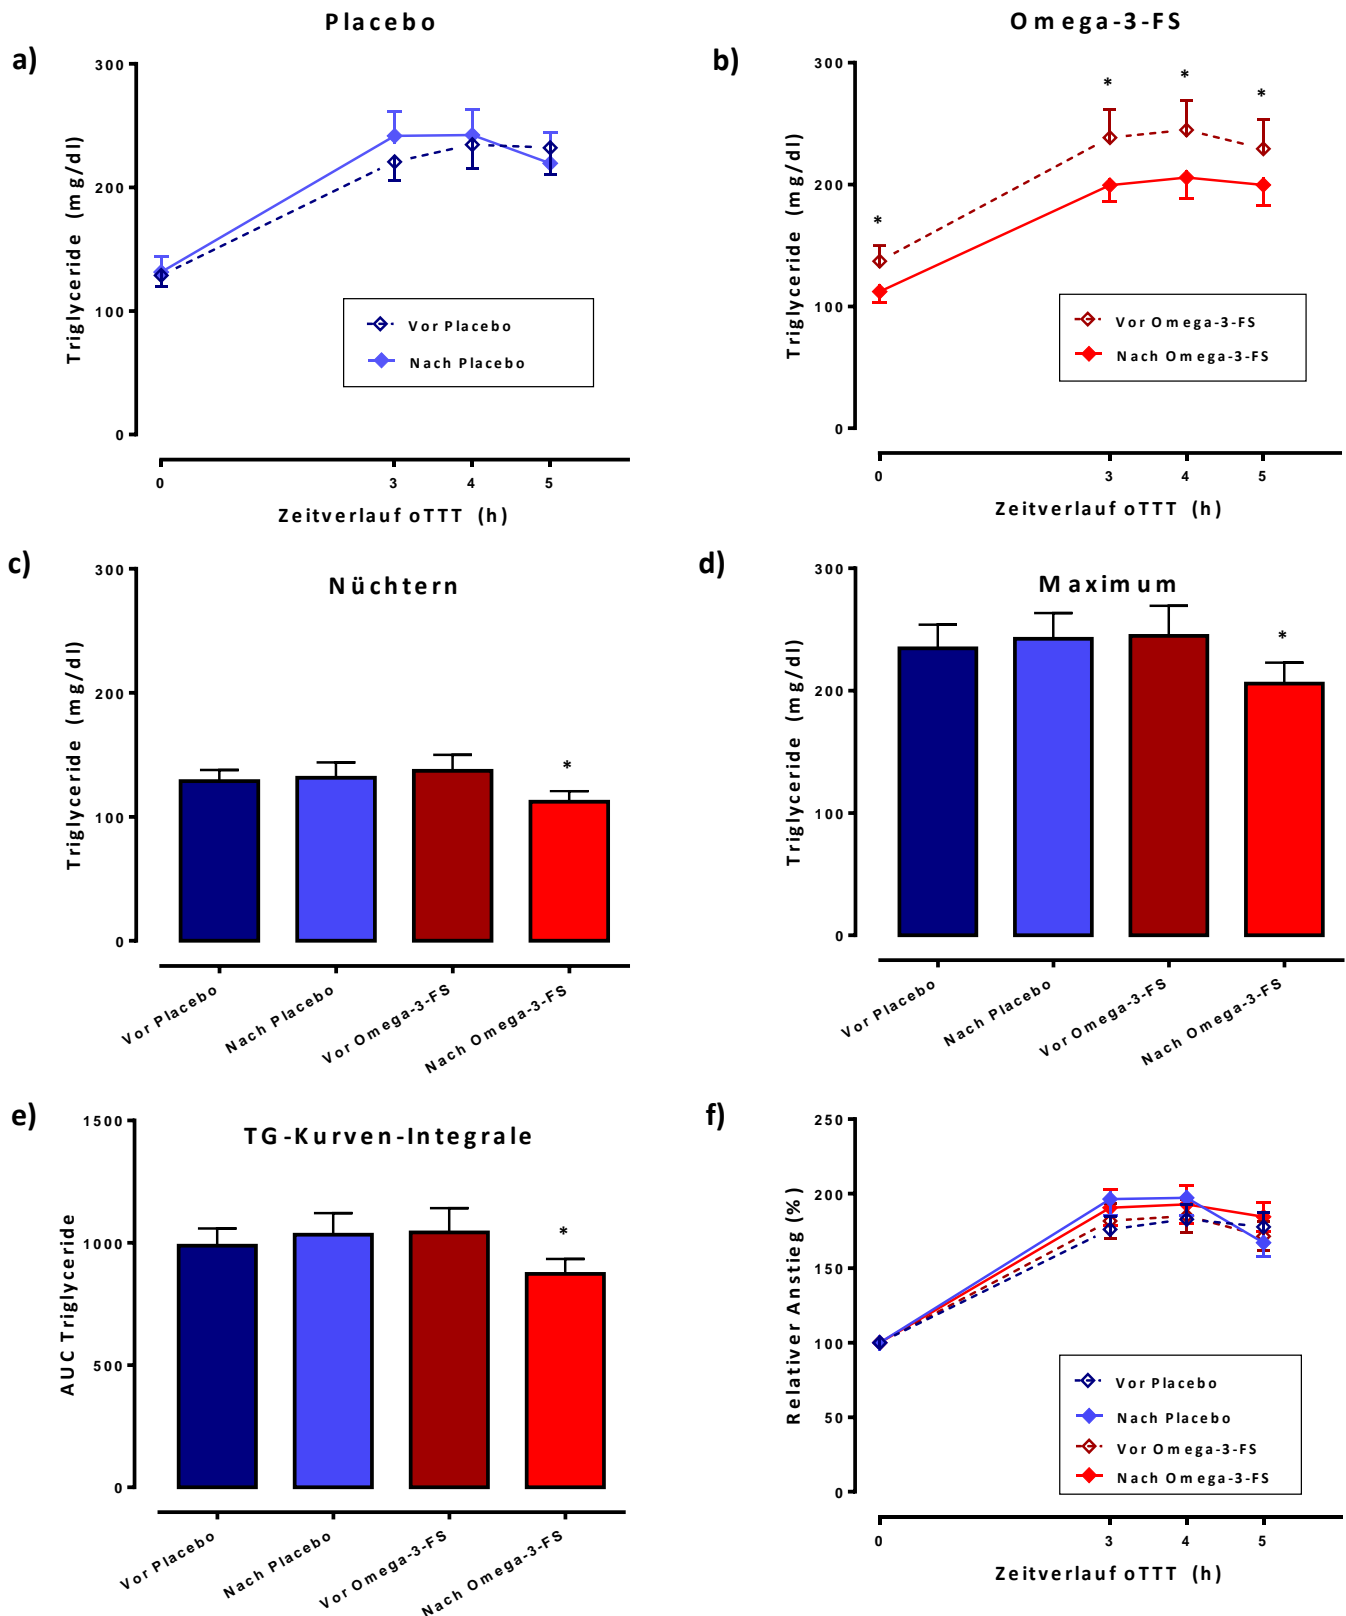 Placebo
a)
Triglyceride (mg/dl)
300
200
100
0
*
Vor Placebo
Nach Placebo
0
3
4
5
Zeitverlauf oTTT (h)
Omega-3-FS
b)
Triglyceride (mg/dl)
300
200
100
0
*
*
*
Vor Omega-3-FS
Nach Omega-3-FS
0
3
4
5
Zeitverlauf oTTT (h)
c)
Nüchtern
Triglyceride (mg/dl)
300
200
100
0
*
Vor Placebo
Nach Placebo
Vor Omega-3-FS
Nach Omega-3-FS
d)
Maximum
Triglyceride (mg/dl)
300
200
100
0
*
Vor Placebo
Nach Placebo
Vor Omega-3-FS
Nach Omega-3-FS
e)
TG-Kurven-Integrale
AUC Triglyceride
1500
1000
500
0
*
Vor Placebo
Nach Placebo
Vor Omega-3-FS
Nach Omega-3-FS
f)
Relativer Anstieg (%)
250
200
150
100
50
0
Vor Placebo
Nach Placebo
Vor Omega-3-FS
Nach Omega-3-FS
0
3
4
5
Zeitverlauf oTTT (h)